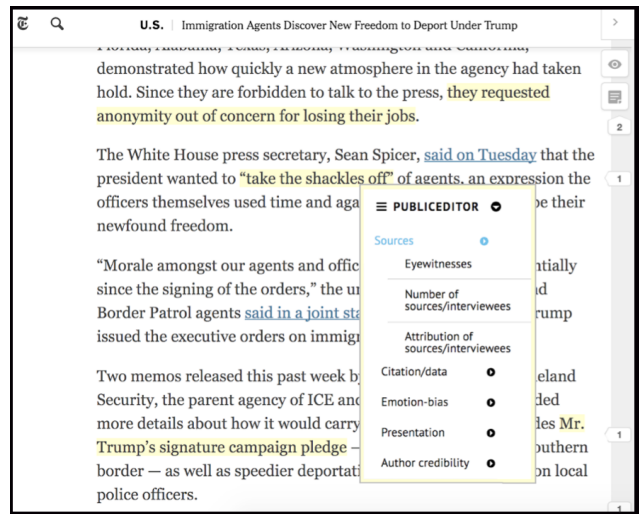 U.S. | Immigration Agents Discover New Freedom to Deport Under Trump
demonstrated how quickly a new atmosphere in the agency had taken
hold. Since they are forbidden to talk to the press, they requested
anonymity out of concern for losing their jobs.
2
The White House press secretary, Sean Spicer, said on Tuesday that the
president wanted to “take the shackles off” of agents, an expression the
1
officers themselves used time and aga
be their
newfound freedom.
“Morale amongst our agents and offic
ntially
since the signing of the orders,” the un
Border Patrol agents said in a joint sta
rump
issued the executive orders on immigr
Two memos released this past week b
eland
Security, the parent agency of ICE and
ded
more details about how it would carry
des Mr.
Trump’s signature campaign pledge —
outhern
1
border — as well as speedier deportati
on local
police officers.
1
≡ PUBLICEDITOR
Sources
Eyewitnesses
Number of
sources/interviewees
Attribution of
sources/interviewees
Citation/data
Emotion-bias
Presentation
Author credibility